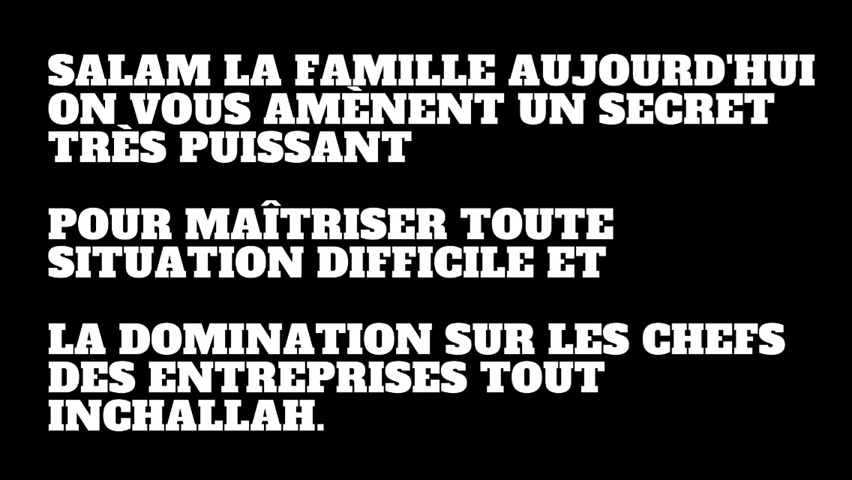 SALAM LA FAMILLE AUJOURD'HUI
ON VOUS AMÈNENT UN SECRET
TRÈS PUISSANT
POUR MAÎTRISER TOUTE
SITUATION DIFFICILE ET
LA DOMINATION SUR LES CHEFS
DES ENTREPRISES TOUT
INCHALLAH.